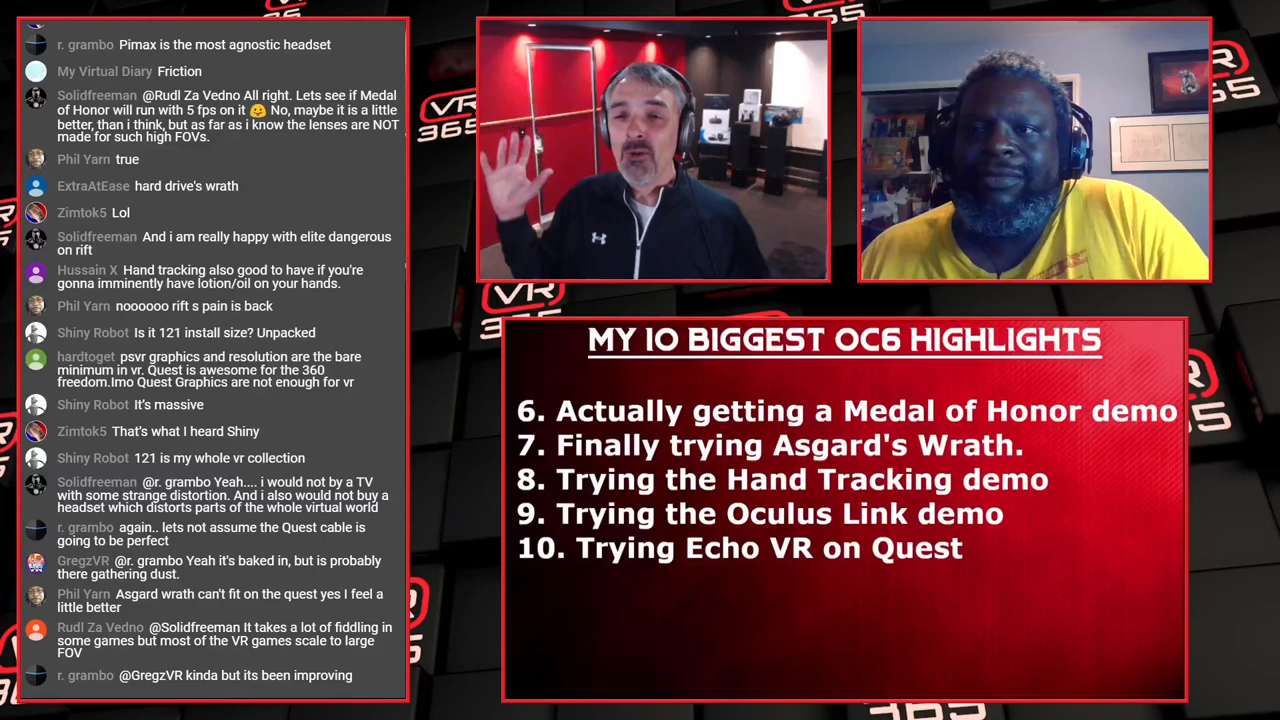 r. grambo Pimax is the most agnostic headset
My Virtual Diary Friction
Solidfreeman @Rudl Za Vedno All right. Lets see if Medal
of Honor will run with 5 fps on it 🤗 No, maybe it is a little
better, than i think, but as far as i know the lenses are NOT
made for such high FOVs.
Phil Yarn true
ExtraAtEase hard drive's wrath
Zimtok5 Lol
Solidfreeman And i am really happy with elite dangerous
on rift
Hussain X Hand tracking also good to have if you're
gonna imminently have lotion/oil on your hands.
Phil Yarn noooooo rift s pain is back
Shiny Robot Is it 121 install size? Unpacked
hardtoget psvr graphics and resolution are the bare
minimum in vr. Quest is awesome for the 360
freedom.Imo Quest Graphics are not enough for vr
Shiny Robot It's massive
Zimtok5 That's what I heard Shiny
Shiny Robot 121 is my whole vr collection
Solidfreeman @r. grambo Yeah.... i would not by a TV
with some strange distortion. And i also would not buy a
headset which distorts parts of the whole virtual world
r. grambo again.. lets not assume the Quest cable is
going to be perfect
GregzVR @r. grambo Yeah it's baked in, but is probably
there gathering dust.
Phil Yarn Asgard wrath can't fit on the quest yes I feel a
little better
Rudl Za Vedno @Solidfreeman It takes a lot of fiddling in
some games but most of the VR games scale to large
FOV
r. grambo @GregzVR kinda but its been improving
VR
365
VR
365
MY 10 BIGGEST OC6 HIGHLIGHTS
6. Actually getting a Medal of Honor demo
7. Finally trying Asgard's Wrath.
8. Trying the Hand Tracking demo
9. Trying the Oculus Link demo
10. Trying Echo VR on Quest
365